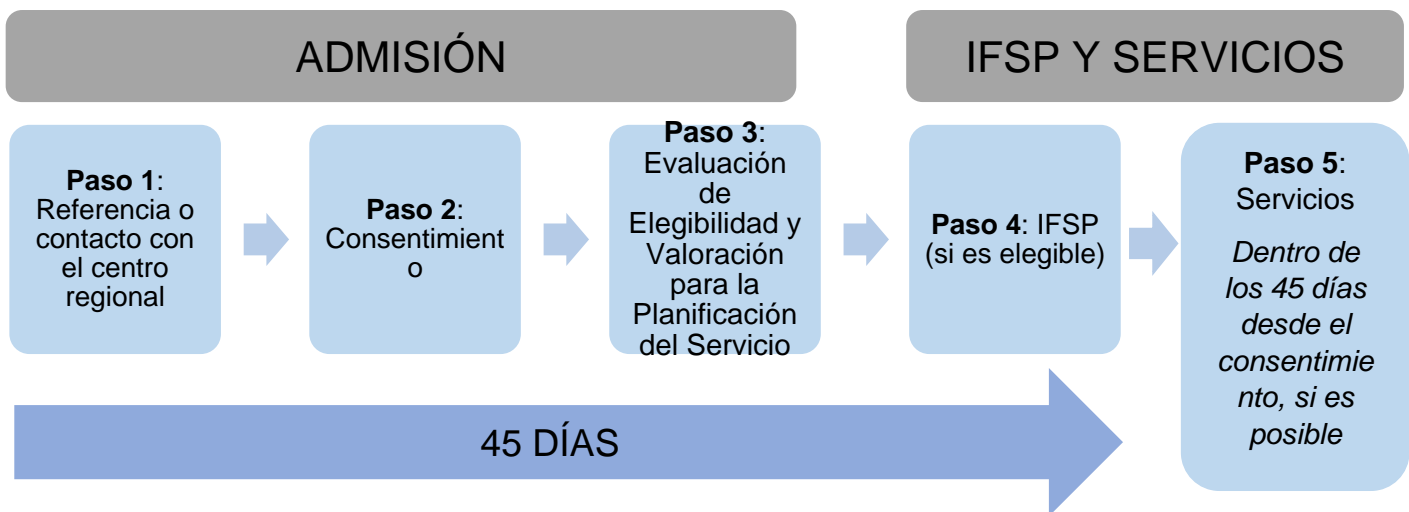 ADMISIÓN
IFSP Y SERVICIOS
Paso 1:
Referencia o
contacto con
el centro
regional
Paso 2:
Consentimient
o
Paso 3:
Evaluación
de
Elegibilidad y
Valoración
para la
Planificación
del Servicio
Paso 4: IFSP
(si es elegible)
Paso 5:
Servicios
Dentro de
los 45 días
desde el
consentimie
nto, si es
posible
45 DÍAS